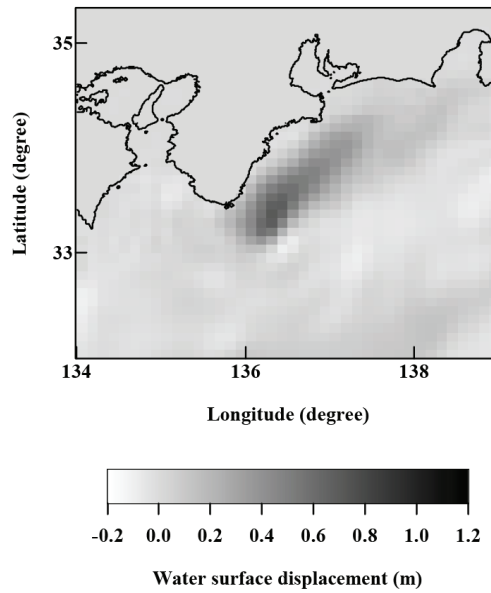 35
Latitude (degree)
33
134
136
138
Longitude (degree)
-0.2 0.0 0.2 0.4 0.6 0.8 1.0 1.2
Water surface displacement (m)